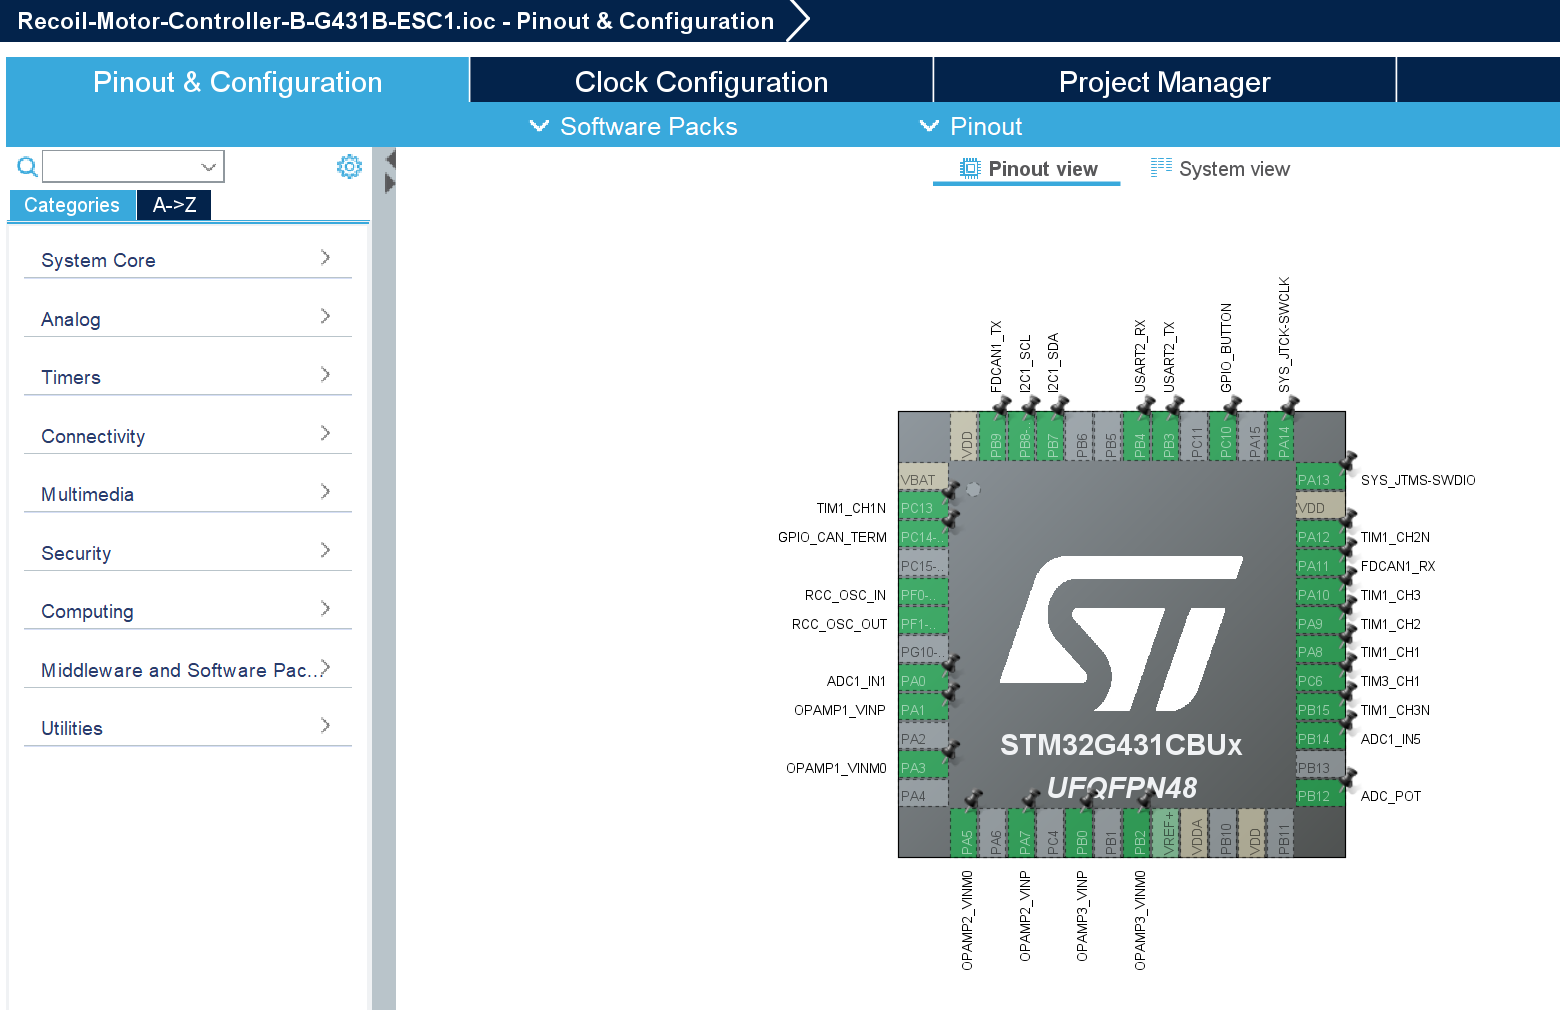 Recoil-Motor-Controller-B-G431B-ESC1.ioc - Pinout & Configuration
Pinout & Configuration
Clock Configuration
Project Manager
Software Packs
Pinout
Pinout view
System view
Categories
A->Z
System Core
Analog
Timers
Connectivity
Multimedia
Security
Computing
Middleware and Software Pac...
Utilities
FDCAN1_TX
I2C1_SCL
I2C1_SDA
USART2_RX
USART2_TX
GPIO_BUTTON
SYS_JTCK-SWCLK
VDD
PB9
PB8-..
PB7
PB6
PB5
PB4
PB3
PC11
PC10
PA15
PA14
VBAT
TIM1_CH1N PC13
GPIO_CAN_TERM PC14-..
PC15-..
RCC_OSC_IN PF0-..
RCC_OSC_OUT PF1-..
PG10-..
ADC1_IN1 PA0
OPAMP1_VINP PA1
PA2
OPAMP1_VINM0 PA3
PA4
STM32G431CBUx
UFQFPN48
PA13 SYS_JTMS-SWDIO
VDD
PA12 TIM1_CH2N
PA11 FDCAN1_RX
PA10 TIM1_CH3
PA9 TIM1_CH2
PA8 TIM1_CH1
PC6 TIM3_CH1
PB15 TIM1_CH3N
PB14 ADC1_IN5
PB13
PB12 ADC_POT
PA5
PA6
PA7
PC4
PB0
PB1
PB2
VREF+
VDDA
PB10
VDD
PB11
OPAMP2_VINM0
OPAMP2_VINP
OPAMP3_VINP
OPAMP3_VINM0